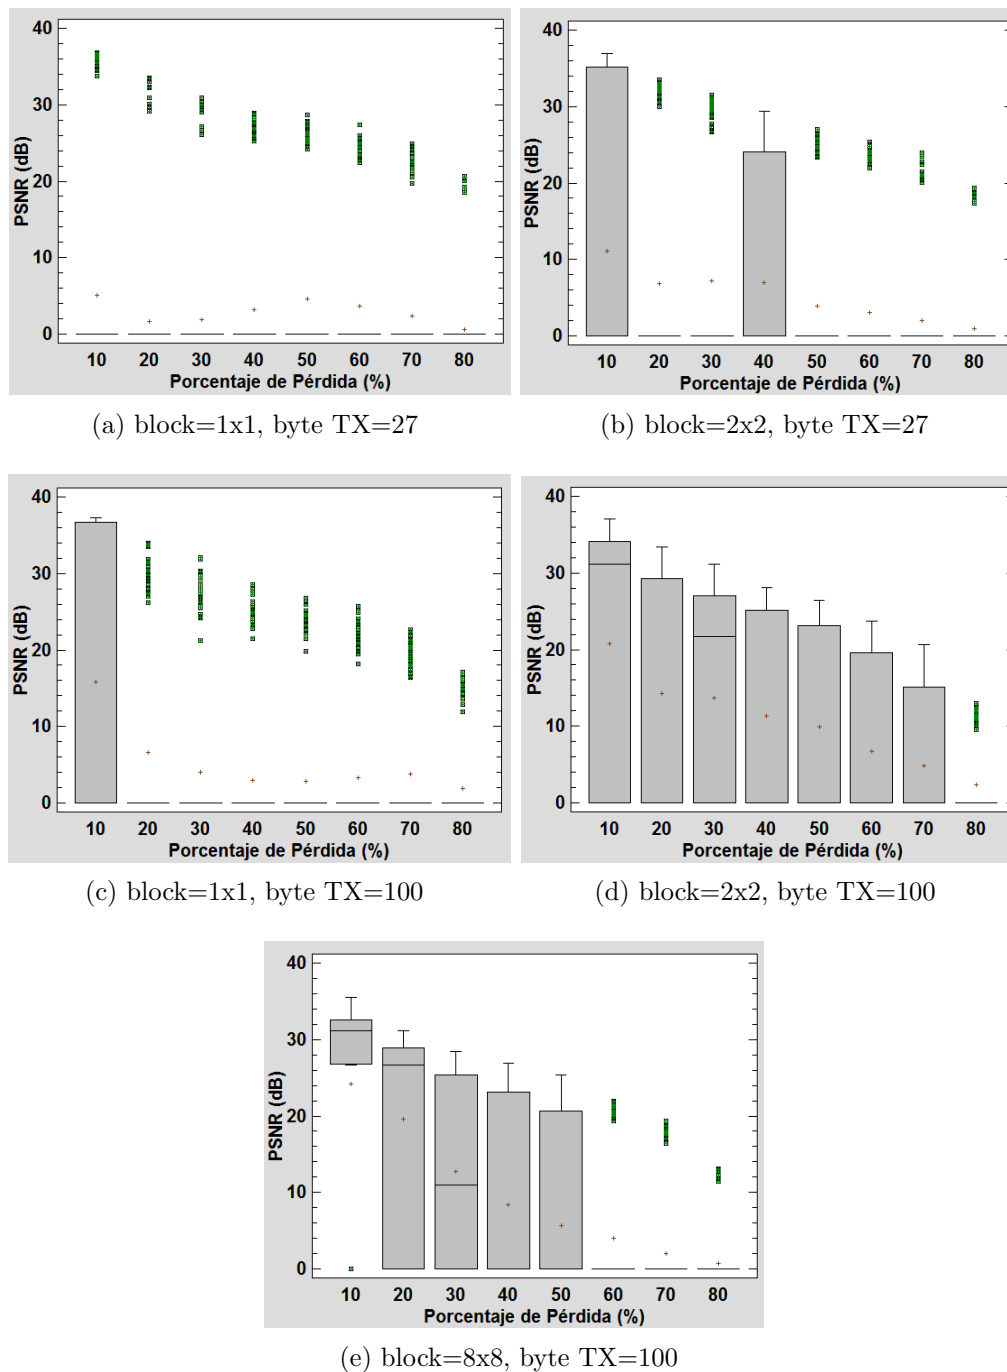 PSNR (dB)
40
30
20
10
0
10 20 30 40 50 60 70 80
Porcentaje de Pérdida (%)
(a) block=1x1, byte TX=27
PSNR (dB)
40
30
20
10
0
10 20 30 40 50 60 70 80
Porcentaje de Pérdida (%)
(b) block=2x2, byte TX=27
PSNR (dB)
40
30
20
10
0
10 20 30 40 50 60 70 80
Porcentaje de Pérdida (%)
(c) block=1x1, byte TX=100
PSNR (dB)
40
30
20
10
0
10 20 30 40 50 60 70 80
Porcentaje de Pérdida (%)
(d) block=2x2, byte TX=100
PSNR (dB)
40
30
20
10
0
10 20 30 40 50 60 70 80
Porcentaje de Pérdida (%)
(e) block=8x8, byte TX=100